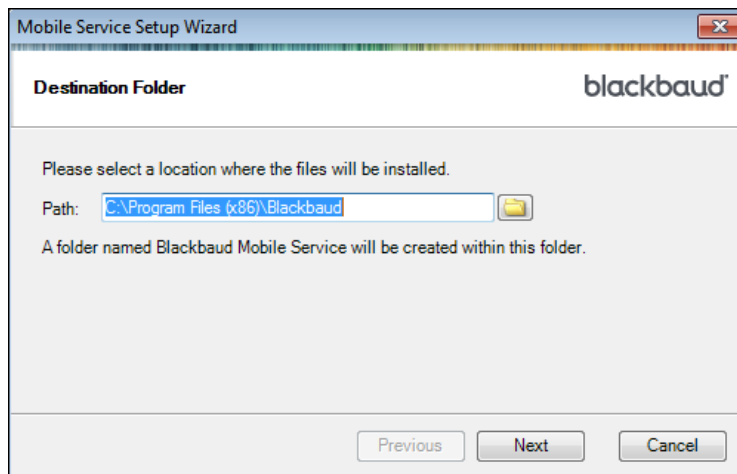 Mobile Service Setup Wizard
Destination Folder
blackbaud
Please select a location where the files will be installed.
Path: C:\Program Files (x86)\Blackbaud
A folder named Blackbaud Mobile Service will be created within this folder.
Previous Next Cancel